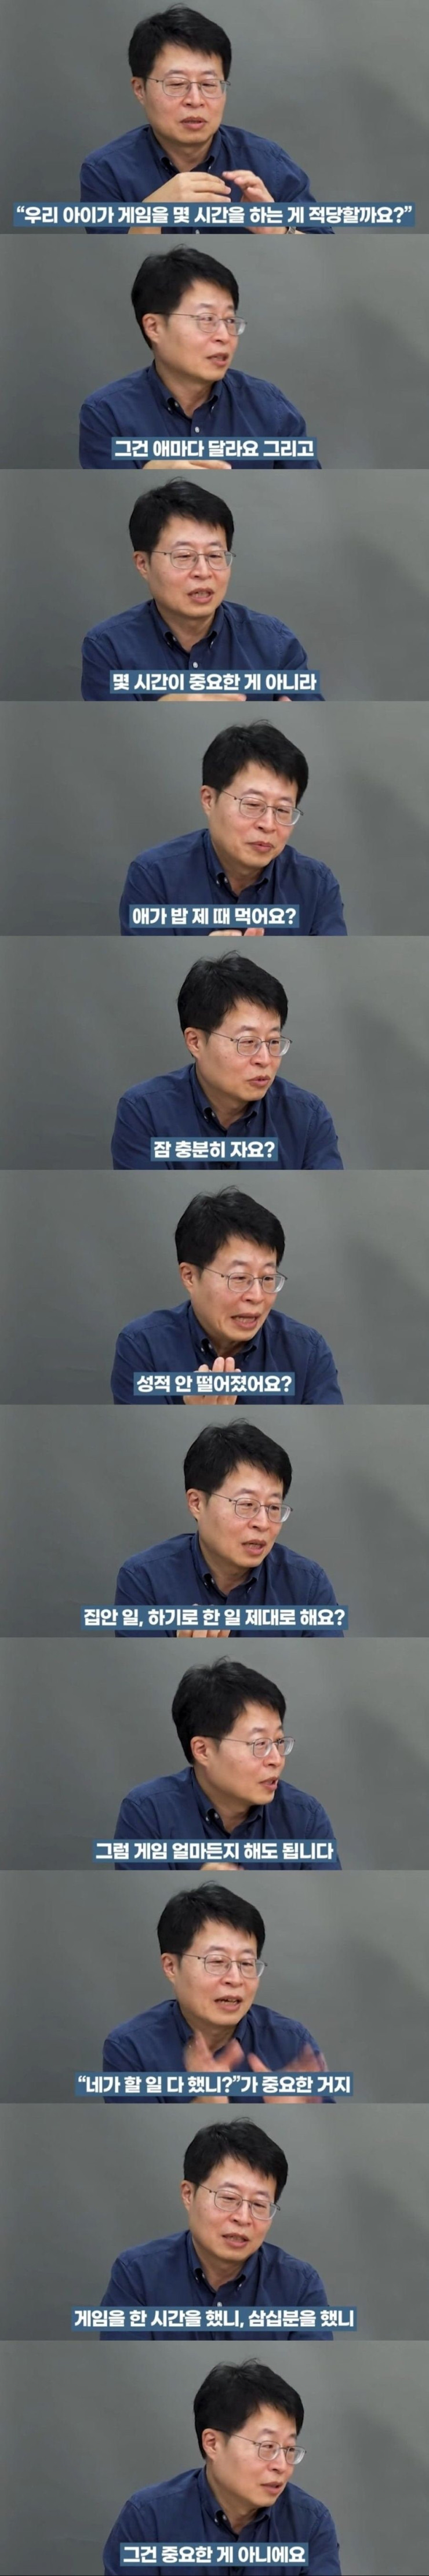 “우리 아이가 게임을 몇 시간을 하는 게 적당할까요?”
그건 애마다 달라요 그리고
몇 시간이 중요한 게 아니라
애가 밥 제 때 먹어요?
잠 충분히 자요?
성적 안 떨어졌어요?
집안 일, 하기로 한 일 제대로 해요?
그럼 게임 얼마든지 해도 됩니다
“네가 할 일 다 했니?”가 중요한 거지
게임을 한 시간을 했니, 삼십분을 했니
그건 중요한 게 아니에요